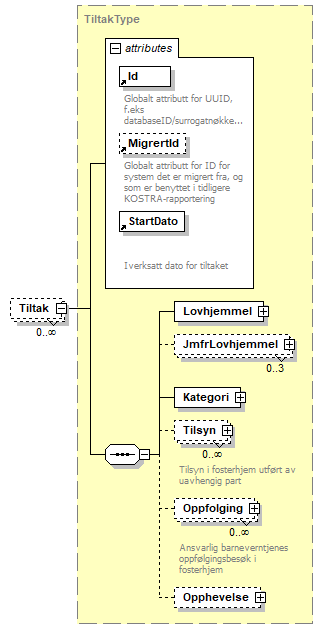 TiltakType
attributes
Id
Globalt attributt for UUID,
f.eks
databaseID/surrogatnøkke...
MigrertId
Globalt attributt for ID for
system det er migrert fra, og
som er benyttet i tidligere
KOSTRA-rapportering
StartDato
Iverksatt dato for tiltaket
Tiltak
0..∞
Lovhjemmel
JmfrLovhjemmel
0..3
Kategori
Tilsyn
0..∞
Tilsyn i fosterhjem utført av
uavhengig part
Oppfolging
0..∞
Ansvarlig barneverntjenes
oppfølgingsbesøk i
fosterhjem
Opphevelse